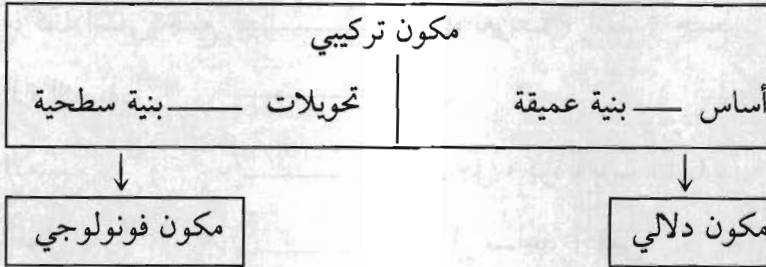 مكون تركيبي
أساس — بنية عميقة
تحويلات — بنية سطحية
مكون دلالي
مكون فونولوجي